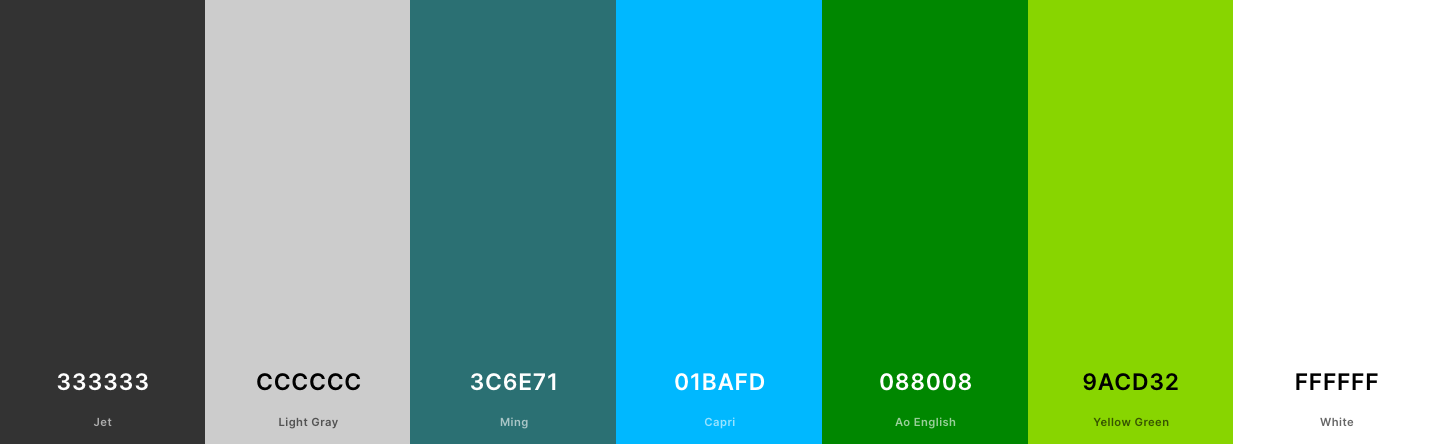 333333
CCCCCC
3C6E71
01BAFD
088008
9ACD32
FFFFFF
Jet
Light Gray
Ming
Capri
Ao English
Yellow Green
White